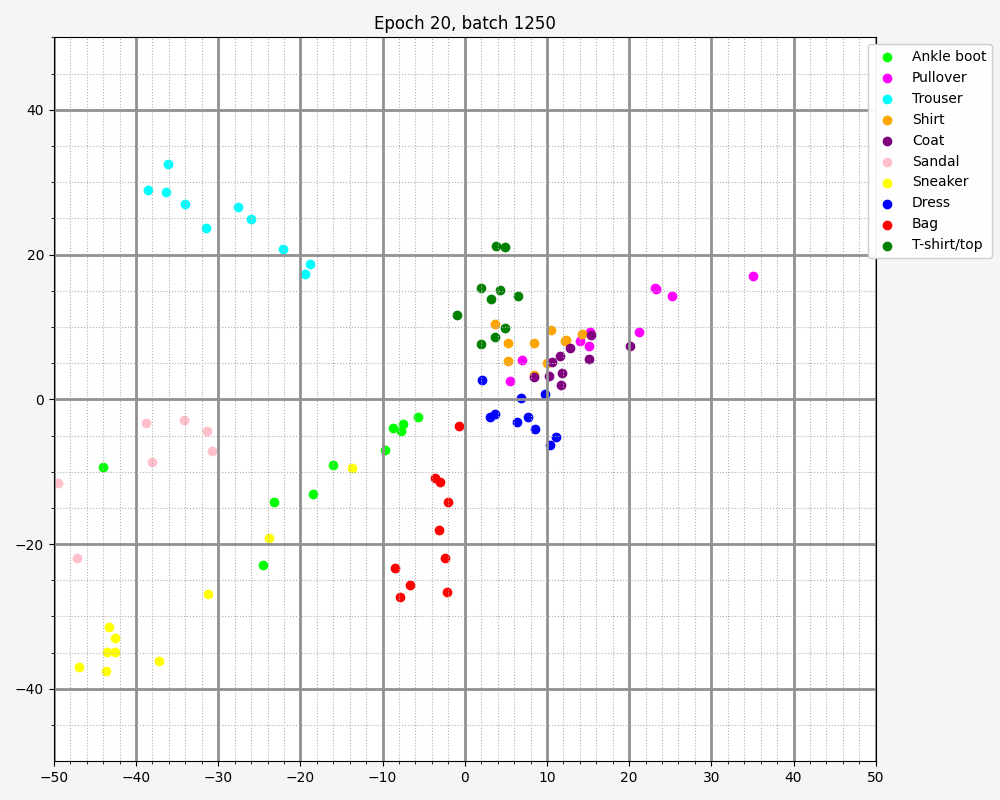 Epoch 20, batch 1250
Ankle boot
Pullover
Trouser
Shirt
Coat
Sandal
Sneaker
Dress
Bag
T-shirt/top
40
20
0
−20
−40
−50 −40 −30 −20 −10 0 10 20 30 40 50